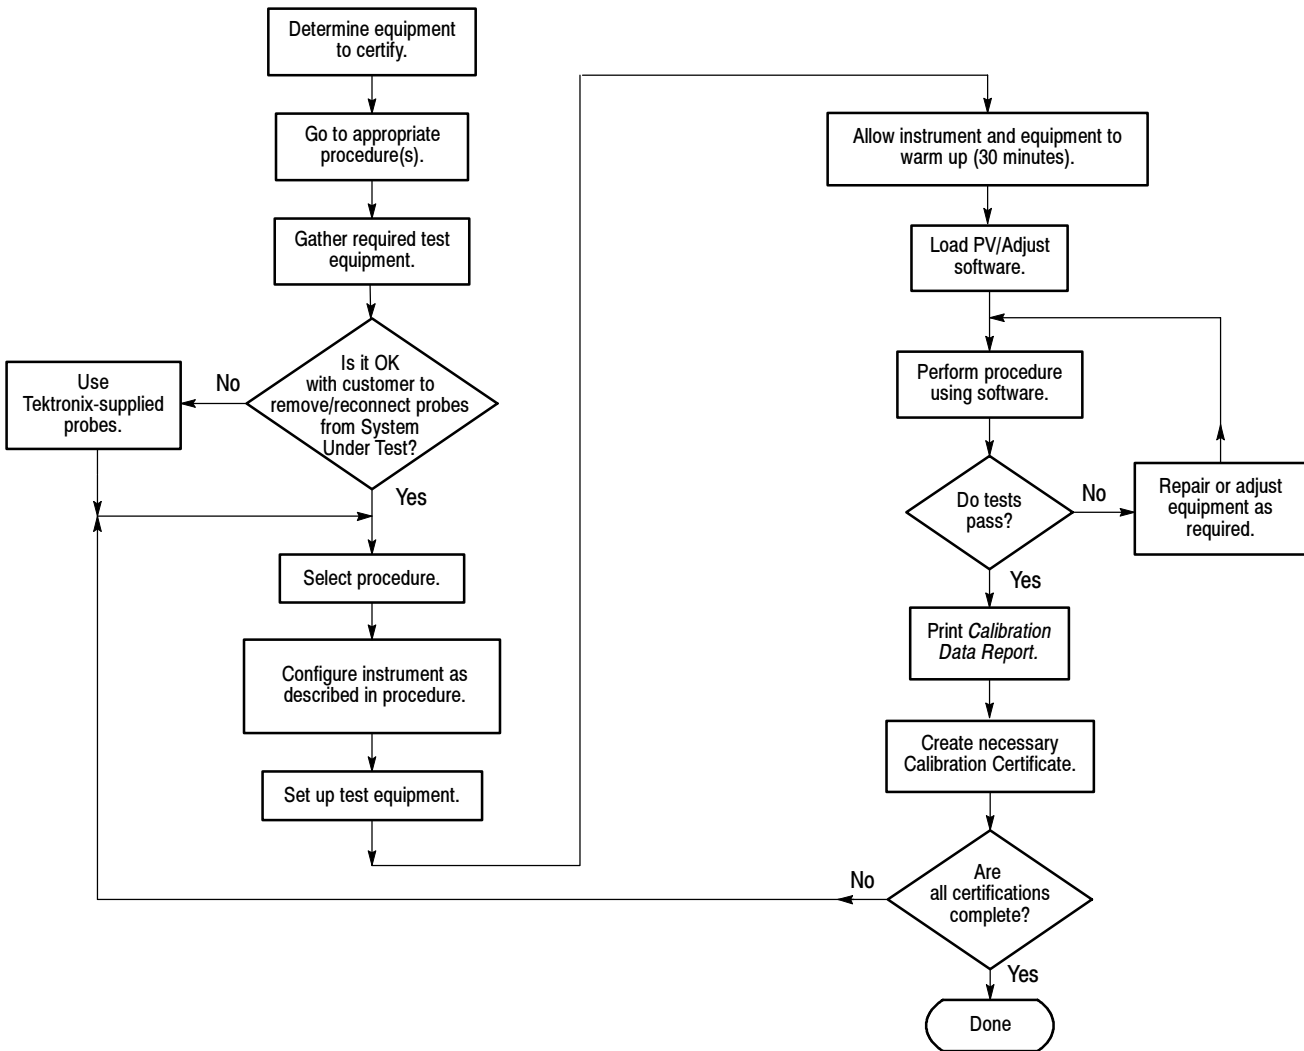 Determine equipment
to certify.
Go to appropriate
procedure(s).
Gather required test
equipment.
Is it OK
with customer to
remove/reconnect probes
from System
Under Test?
No
Use
Tektronix-supplied
probes.
Yes
Select procedure.
Configure instrument as
described in procedure.
Set up test equipment.
Allow instrument and equipment to
warm up (30 minutes).
Load PV/Adjust
software.
Perform procedure
using software.
Do tests
pass?
No
Repair or adjust
equipment as
required.
Yes
Print Calibration
Data Report.
Create necessary
Calibration Certificate.
Are
all certifications
complete?
No
Yes
Done